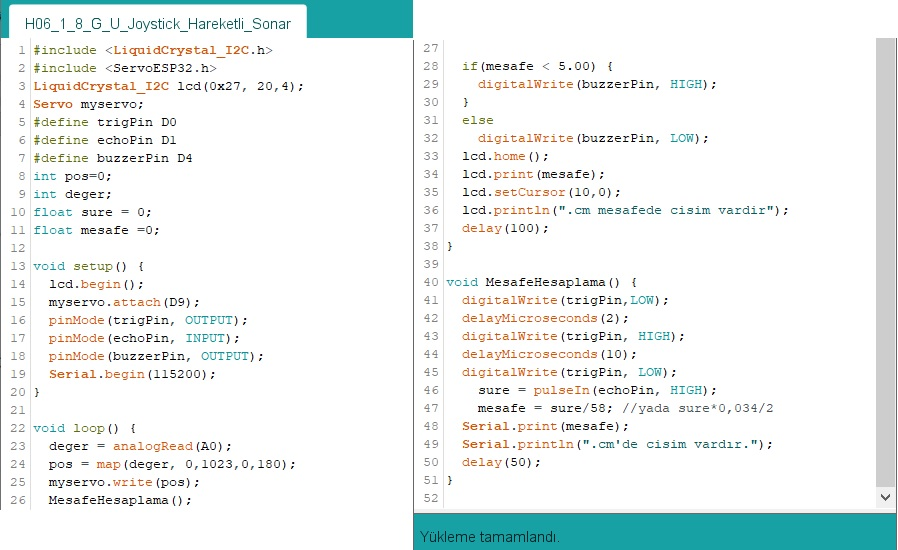 H06_1_8_G_U_Joystick_Hareketli_Sonar
1 #include <LiquidCrystal_I2C.h>
2 #include <ServoESP32.h>
3 LiquidCrystal_I2C lcd(0x27, 20,4);
4 Servo myservo;
5 #define trigPin D0
6 #define echoPin D1
7 #define buzzerPin D4
8 int pos=0;
9 int deger;
10 float sure = 0;
11 float mesafe =0;
12
13 void setup() {
14   lcd.begin();
15   myservo.attach(D9);
16   pinMode(trigPin, OUTPUT);
17   pinMode(echoPin, INPUT);
18   pinMode(buzzerPin, OUTPUT);
19   Serial.begin(115200);
20 }
21
22 void loop() {
23   deger = analogRead(A0);
24   pos = map(deger, 0,1023,0,180);
25   myservo.write(pos);
26   MesafeHesaplama();
27
28   if(mesafe < 5.00) {
29     digitalWrite(buzzerPin, HIGH);
30   }
31   else
32     digitalWrite(buzzerPin, LOW);
33   lcd.home();
34   lcd.print(mesafe);
35   lcd.setCursor(10,0);
36   lcd.println(".cm mesafede cisim vardir");
37   delay(100);
38 }
39
40 void MesafeHesaplama() {
41   digitalWrite(trigPin,LOW);
42   delayMicroseconds(2);
43   digitalWrite(trigPin, HIGH);
44   delayMicroseconds(10);
45   digitalWrite(trigPin, LOW);
46     sure = pulseIn(echoPin, HIGH);
47     mesafe = sure/58; //yada sure*0,034/2
48   Serial.print(mesafe);
49   Serial.println(".cm'de cisim vardır.");
50   delay(50);
51 }
52
Yükleme tamamlandı.